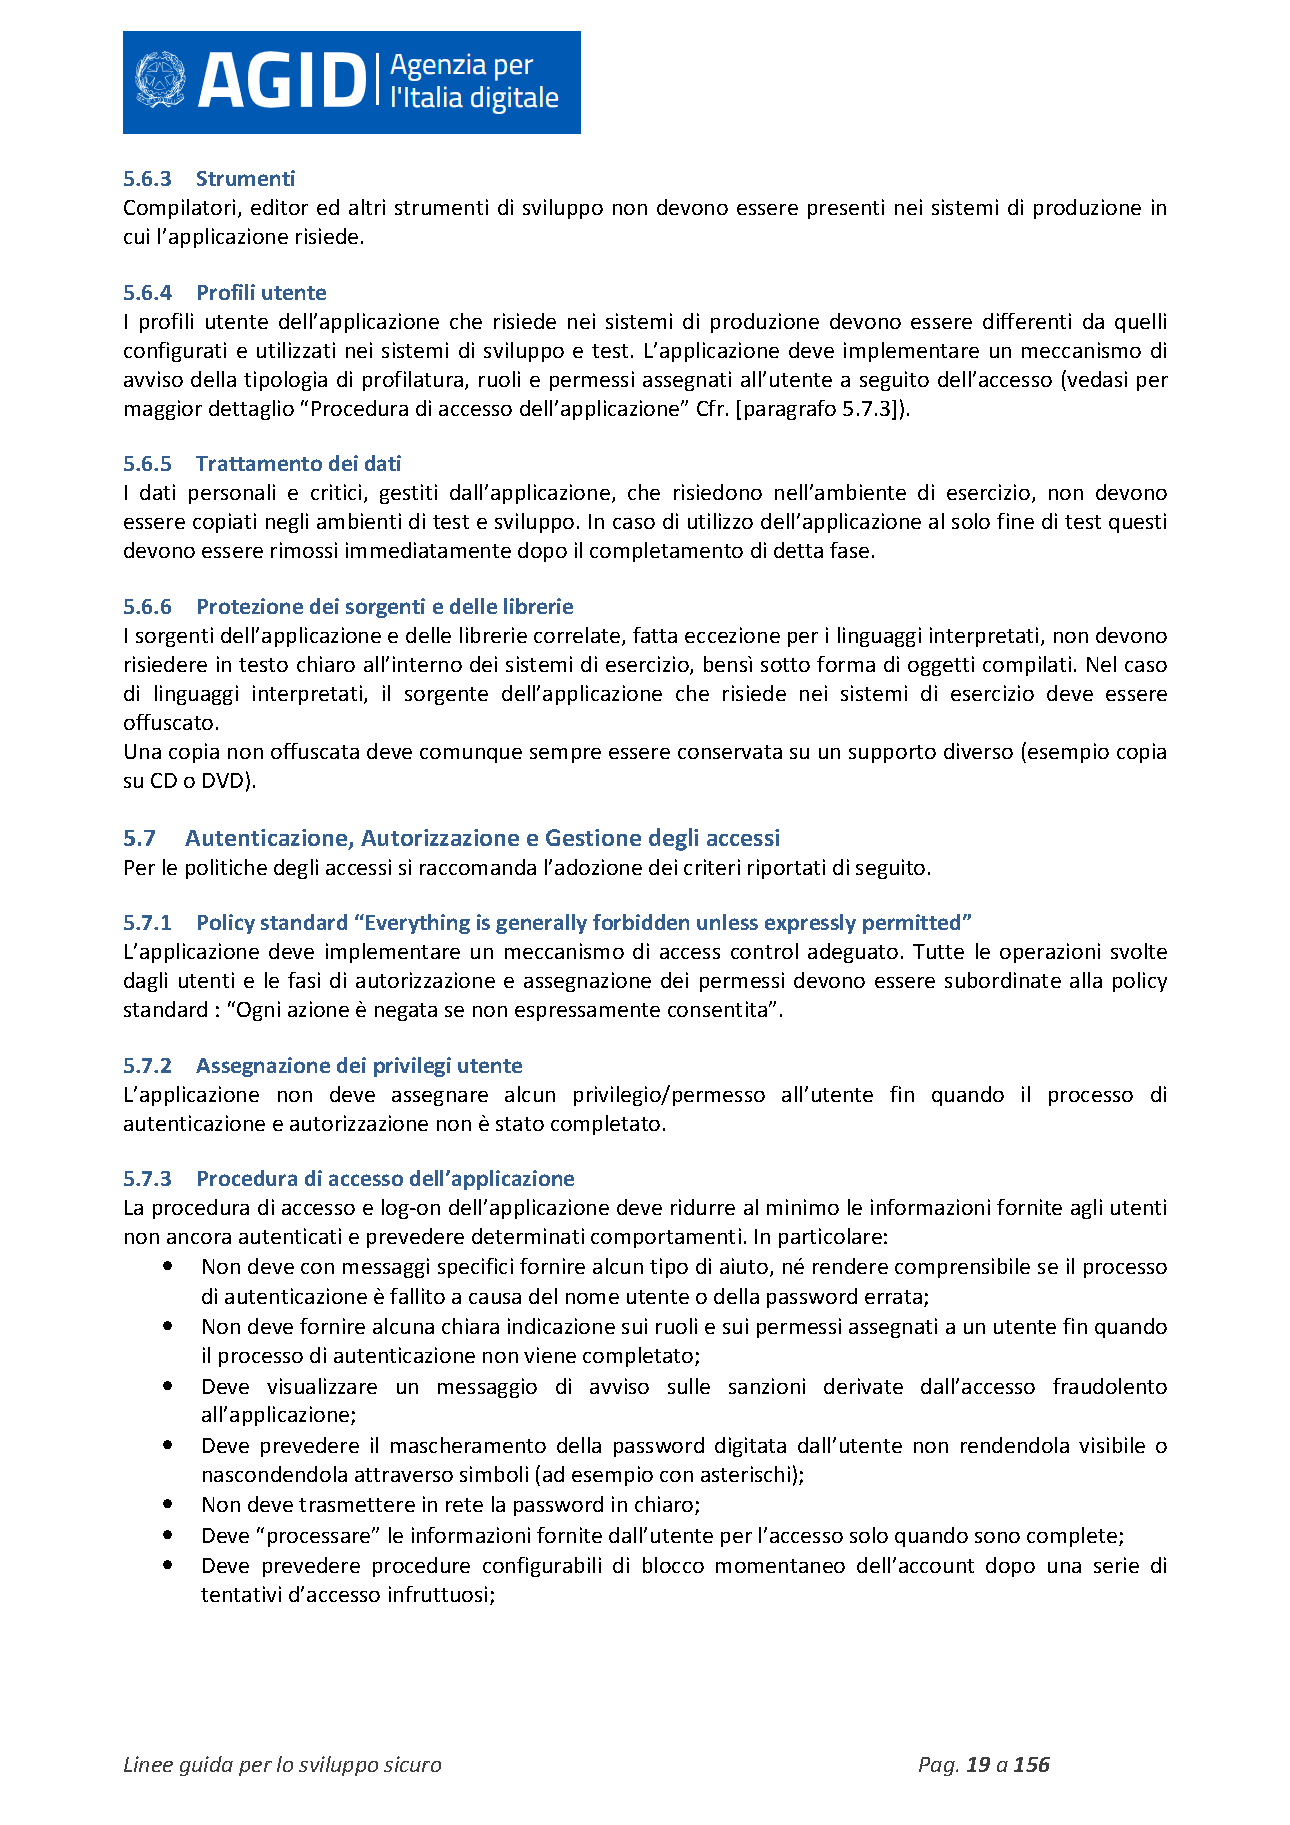 AGID Agenzia per
l'Italia digitale
5.6.3 Strumenti
Compilatori, editor ed altri strumenti di sviluppo non devono essere presenti nei sistemi di produzione in
cui l’applicazione risiede.
5.6.4 Profili utente
I profili utente dell’applicazione che risiede nei sistemi di produzione devono essere differenti da quelli
configurati e utilizzati nei sistemi di sviluppo e test. L’applicazione deve implementare un meccanismo di
avviso della tipologia di profilatura, ruoli e permessi assegnati all’utente a seguito dell’accesso (vedasi per
maggior dettaglio “Procedura di accesso dell’applicazione” Cfr. [paragrafo 5.7.3]).
5.6.5 Trattamento dei dati
I dati personali e critici, gestiti dall’applicazione, che risiedono nell’ambiente di esercizio, non devono
essere copiati negli ambienti di test e sviluppo. In caso di utilizzo dell’applicazione al solo fine di test questi
devono essere rimossi immediatamente dopo il completamento di detta fase.
5.6.6 Protezione dei sorgenti e delle librerie
I sorgenti dell’applicazione e delle librerie correlate, fatta eccezione per i linguaggi interpretati, non devono
risiedere in testo chiaro all’interno dei sistemi di esercizio, bensì sotto forma di oggetti compilati. Nel caso
di linguaggi interpretati, il sorgente dell’applicazione che risiede nei sistemi di esercizio deve essere
offuscato.
Una copia non offuscata deve comunque sempre essere conservata su un supporto diverso (esempio copia
su CD o DVD).
5.7 Autenticazione, Autorizzazione e Gestione degli accessi
Per le politiche degli accessi si raccomanda l’adozione dei criteri riportati di seguito.
5.7.1 Policy standard “Everything is generally forbidden unless expressly permitted”
L’applicazione deve implementare un meccanismo di access control adeguato. Tutte le operazioni svolte
dagli utenti e le fasi di autorizzazione e assegnazione dei permessi devono essere subordinate alla policy
standard : “Ogni azione è negata se non espressamente consentita”.
5.7.2 Assegnazione dei privilegi utente
L’applicazione non deve assegnare alcun privilegio/permesso all’utente fin quando il processo di
autenticazione e autorizzazione non è stato completato.
5.7.3 Procedura di accesso dell’applicazione
La procedura di accesso e log-on dell’applicazione deve ridurre al minimo le informazioni fornite agli utenti
non ancora autenticati e prevedere determinati comportamenti. In particolare:
• Non deve con messaggi specifici fornire alcun tipo di aiuto, né rendere comprensibile se il processo
di autenticazione è fallito a causa del nome utente o della password errata;
• Non deve fornire alcuna chiara indicazione sui ruoli e sui permessi assegnati a un utente fin quando
il processo di autenticazione non viene completato;
• Deve visualizzare un messaggio di avviso sulle sanzioni derivate dall’accesso fraudolento
all’applicazione;
• Deve prevedere il mascheramento della password digitata dall’utente non rendendola visibile o
nascondendola attraverso simboli (ad esempio con asterischi);
• Non deve trasmettere in rete la password in chiaro;
• Deve “processare” le informazioni fornite dall’utente per l’accesso solo quando sono complete;
• Deve prevedere procedure configurabili di blocco momentaneo dell’account dopo una serie di
tentativi d’accesso infruttuosi;
Linee guida per lo sviluppo sicuro Pag. 19 a 156